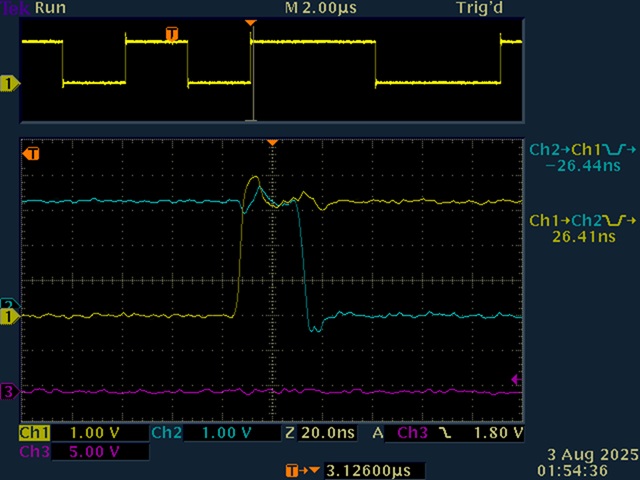 Tek Run M 2.00µs Trig'd
T
1
T
Ch2→Ch1
−26.44ns
Ch1→Ch2
26.41ns
2
1
3
Ch1 1.00 V Ch2 1.00 V Z 20.0ns A Ch3 1.80 V
Ch3 5.00 V
3 Aug 2025
T→▼ 3.12600µs 01:54:36